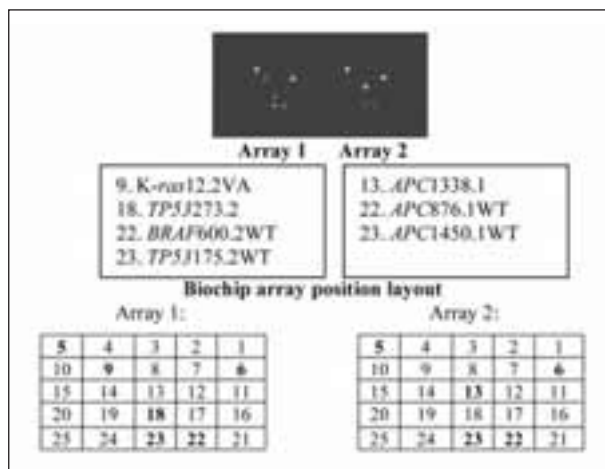 Array 1 Array 2
9. K-ras12.2VA
18. TP53273.2
22. BRAF600.2WT
23. TP53175.2WT
13. APC1338.1
22. APC876.1WT
23. APC1450.1WT
Biochip array position layout
Array 1:
5 4 3 2 1
10 9 8 7 6
15 14 13 12 11
20 19 18 17 16
25 24 23 22 21
Array 2:
5 4 3 2 1
10 9 8 7 6
15 14 13 12 11
20 19 18 17 16
25 24 23 22 21